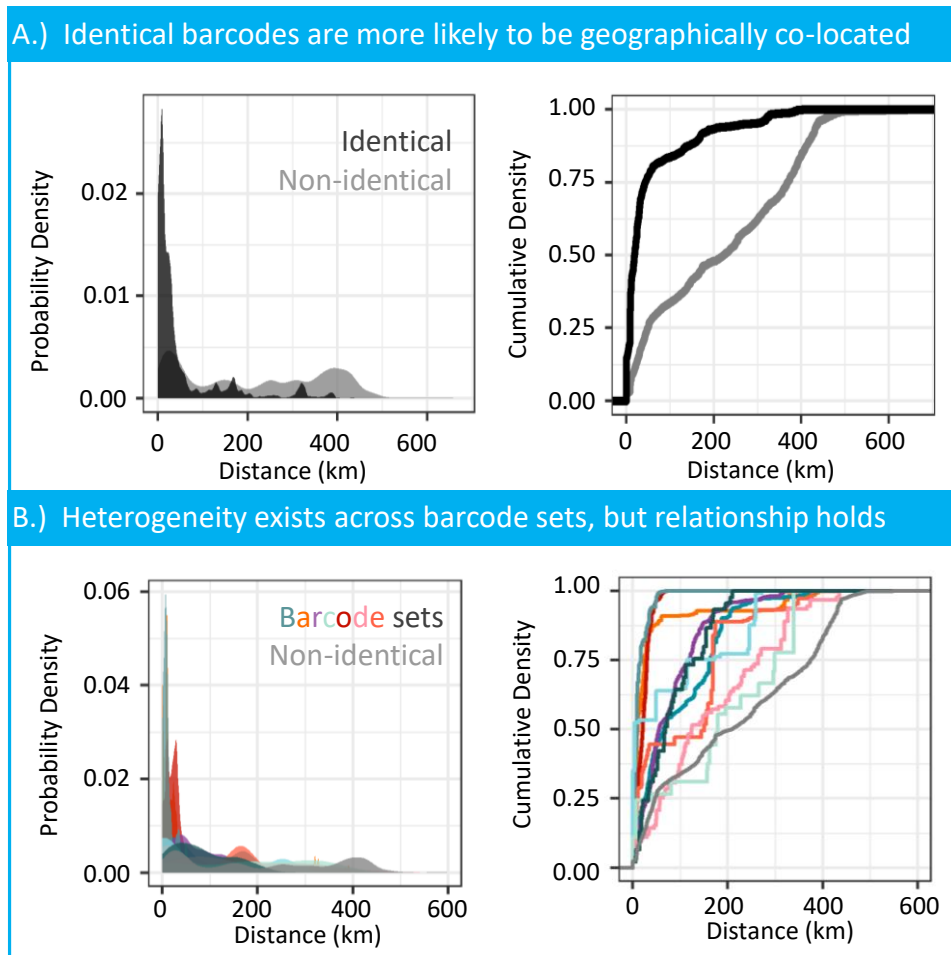 A.) Identical barcodes are more likely to be geographically co-located
Probability Density
0.02
0.01
0.00
Identical
Non-identical
0 200 400 600
Distance (km)
Cumulative Density
1.00
0.75
0.50
0.25
0.00
0 200 400 600
Distance (km)
B.) Heterogeneity exists across barcode sets, but relationship holds
Probability Density
0.06
0.04
0.02
0.00
Barcode sets
Non-identical
0 200 400 600
Distance (km)
Cumulative Density
1.00
0.75
0.50
0.25
0.00
0 200 400 600
Distance (km)